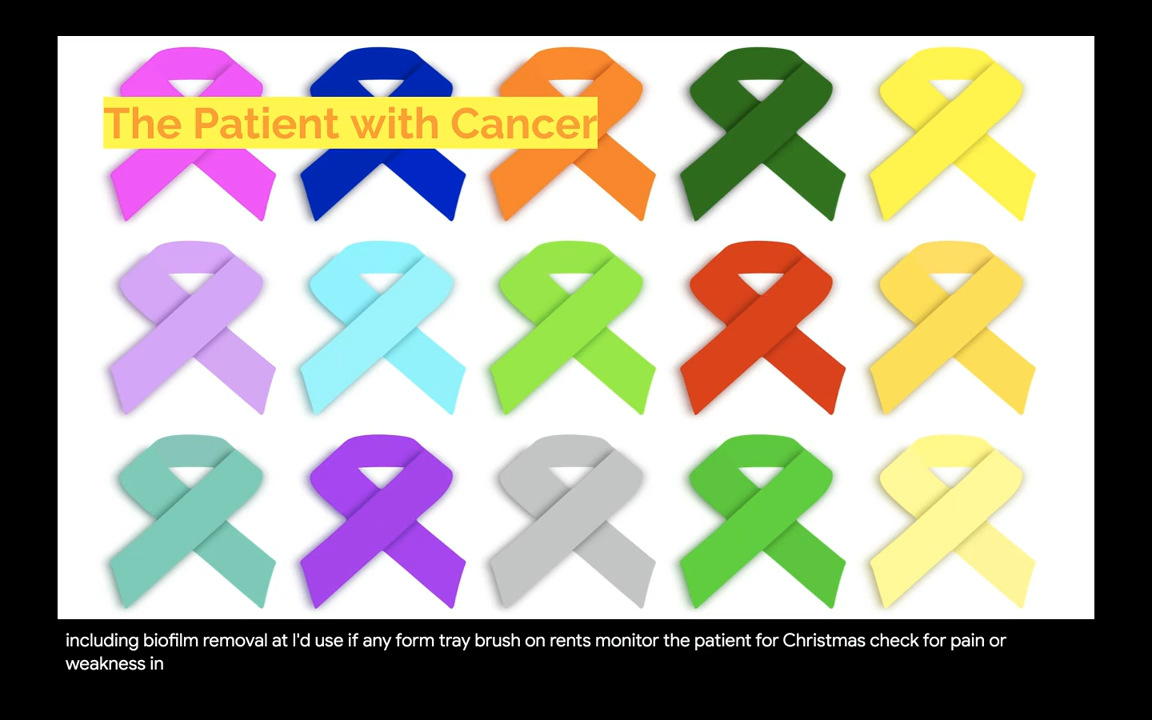 The Patient with Cancer
including biofilm removal at I'd use if any form tray brush on rents monitor the patient for Christmas check for pain or
weakness in